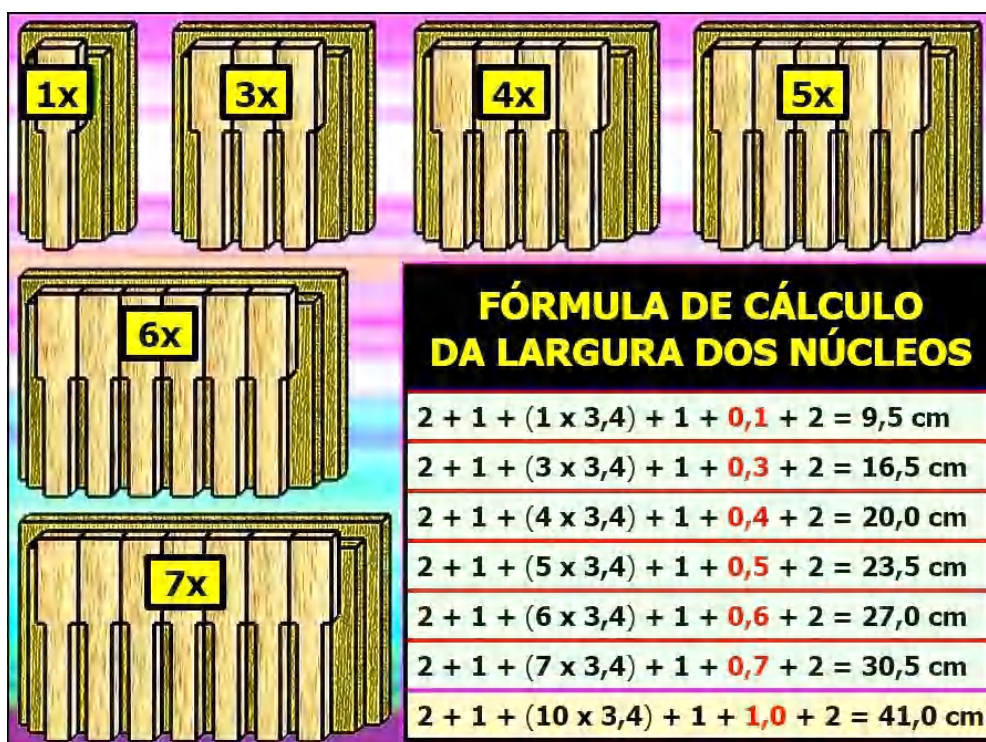 1x
3x
4x
5x
6x
7x
FÓRMULA DE CÁLCULO
DA LARGURA DOS NÚCLEOS
2 + 1 + (1 x 3,4) + 1 + 0,1 + 2 = 9,5 cm
2 + 1 + (3 x 3,4) + 1 + 0,3 + 2 = 16,5 cm
2 + 1 + (4 x 3,4) + 1 + 0,4 + 2 = 20,0 cm
2 + 1 + (5 x 3,4) + 1 + 0,5 + 2 = 23,5 cm
2 + 1 + (6 x 3,4) + 1 + 0,6 + 2 = 27,0 cm
2 + 1 + (7 x 3,4) + 1 + 0,7 + 2 = 30,5 cm
2 + 1 + (10 x 3,4) + 1 + 1,0 + 2 = 41,0 cm